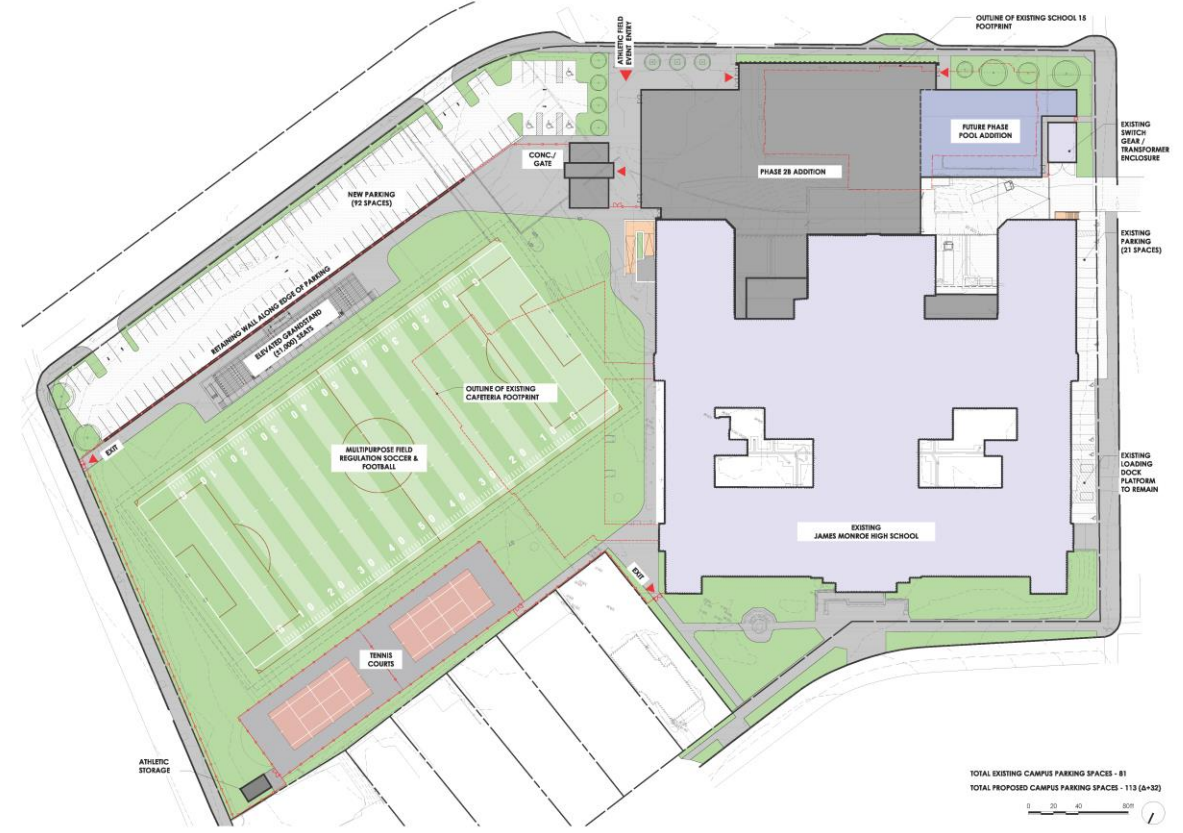 OUTLINE OF EXISTING SCHOOL 15
FOOTPRINT
ATHLETIC FIELD
EVENT ENTRY
EXISTING
SWITCH
GEAR /
TRANSFORMER
ENCLOSURE
FUTURE PHASE
POOL ADDITION
CONC./
GATE
PHASE 2B ADDITION
NEW PARKING
(92 SPACES)
EXISTING
PARKING
(21 SPACES)
RETAINING WALL ALONG EDGE OF PARKING
ELEVATED GRANDSTAND
(±1,000) SEATS
OUTLINE OF EXISTING
CAFETERIA FOOTPRINT
MULTIPURPOSE FIELD
REGULATION SOCCER &
FOOTBALL
EXIT
EXISTING
LOADING
DOCK
PLATFORM
TO REMAIN
EXISTING
JAMES MONROE HIGH SCHOOL
EXIT
TENNIS
COURTS
ATHLETIC
STORAGE
TOTAL EXISTING CAMPUS PARKING SPACES - 81
TOTAL PROPOSED CAMPUS PARKING SPACES - 113 (Δ+32)
0 20 40 80ft